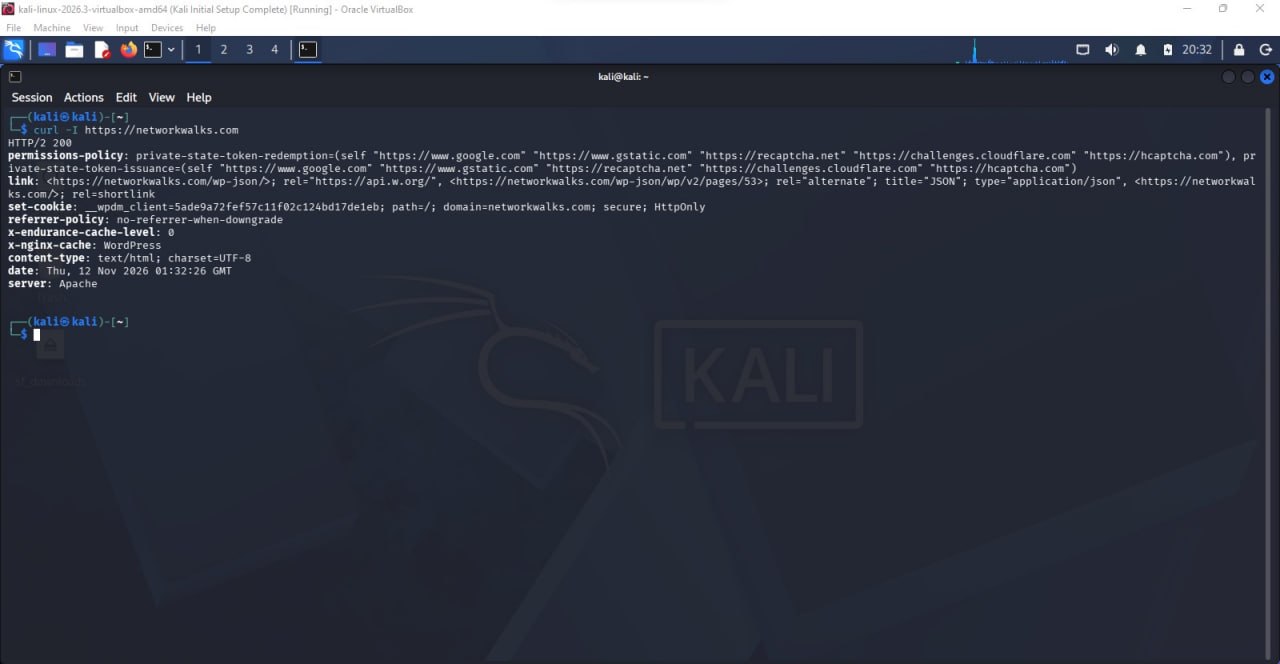 kali-linux-2026.3-virtualbox-amd64 (Kali Initial Setup Complete) [Running] - Oracle VirtualBox
File Machine View Input Devices Help
1 2 3 4 20:32
kali@kali: ~
Session Actions Edit View Help
┌──(kali㉿kali)-[~]
└─$ curl -I https://networkwalks.com
HTTP/2 200
permissions-policy: private-state-token-redemption=(self "https://www.google.com" "https://www.gstatic.com" "https://recaptcha.net" "https://challenges.cloudflare.com" "https://hcaptcha.com"), pr
ivate-state-token-issuance=(self "https://www.google.com" "https://www.gstatic.com" "https://recaptcha.net" "https://challenges.cloudflare.com" "https://hcaptcha.com")
link: <https://networkwalks.com/wp-json/>; rel="https://api.w.org/", <https://networkwalks.com/wp-json/wp/v2/pages/53>; rel="alternate"; title="JSON"; type="application/json", <https://networkwal
ks.com/>; rel=shortlink
set-cookie: __wpdm_client=5ade9a72fef57c11f02c124bd17de1eb; path=/; domain=networkwalks.com; secure; HttpOnly
referrer-policy: no-referrer-when-downgrade
x-endurance-cache-level: 0
x-nginx-cache: WordPress
content-type: text/html; charset=UTF-8
date: Thu, 12 Nov 2026 01:32:26 GMT
server: Apache
Trash
┌──(kali㉿kali)-[~]
└─$
sf_downloads
KALI